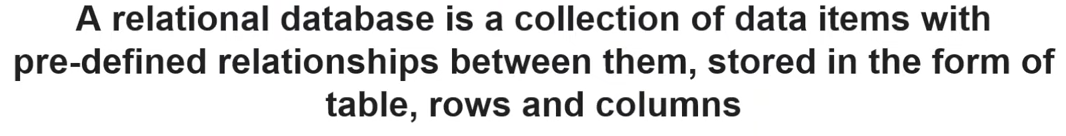 A relational database is a collection of data items with
pre-defined relationships between them, stored in the form of
table, rows and columns